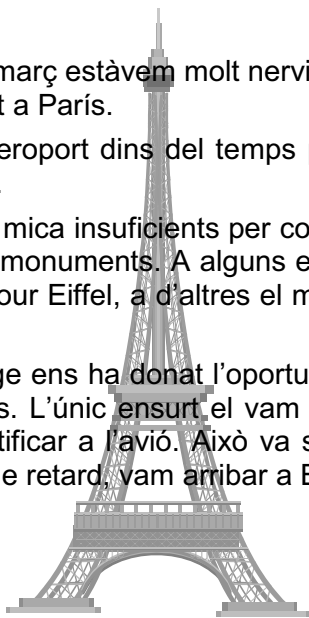 març estàvem molt nervi
t a París.
eroport dins del temps
mica insuficients per co
monuments. A alguns e
our Eiffel, a d’altres el m
ge ens ha donat l’oportu
s. L’únic ensurt el vam
tificar a l’avió. Això va s
e retard, vam arribar a